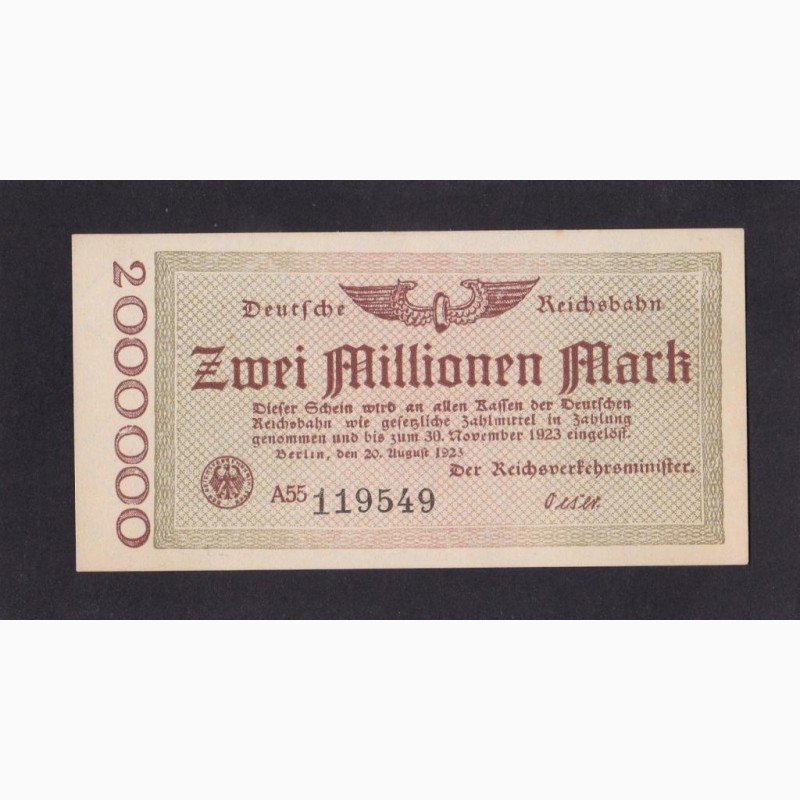 2000000
Deutsche Reichsbahn
Zwei Millionen Mark
Dieser Schein wird an allen Kassen der Deutschen
Reichsbahn wie gesetzliche Zahlmittel in Zahlung
genommen und bis zum 30. November 1923 eingelöst.
Berlin, den 20. August 1923
Der Reichsverkehrsminister.
A55 119549
Oeser